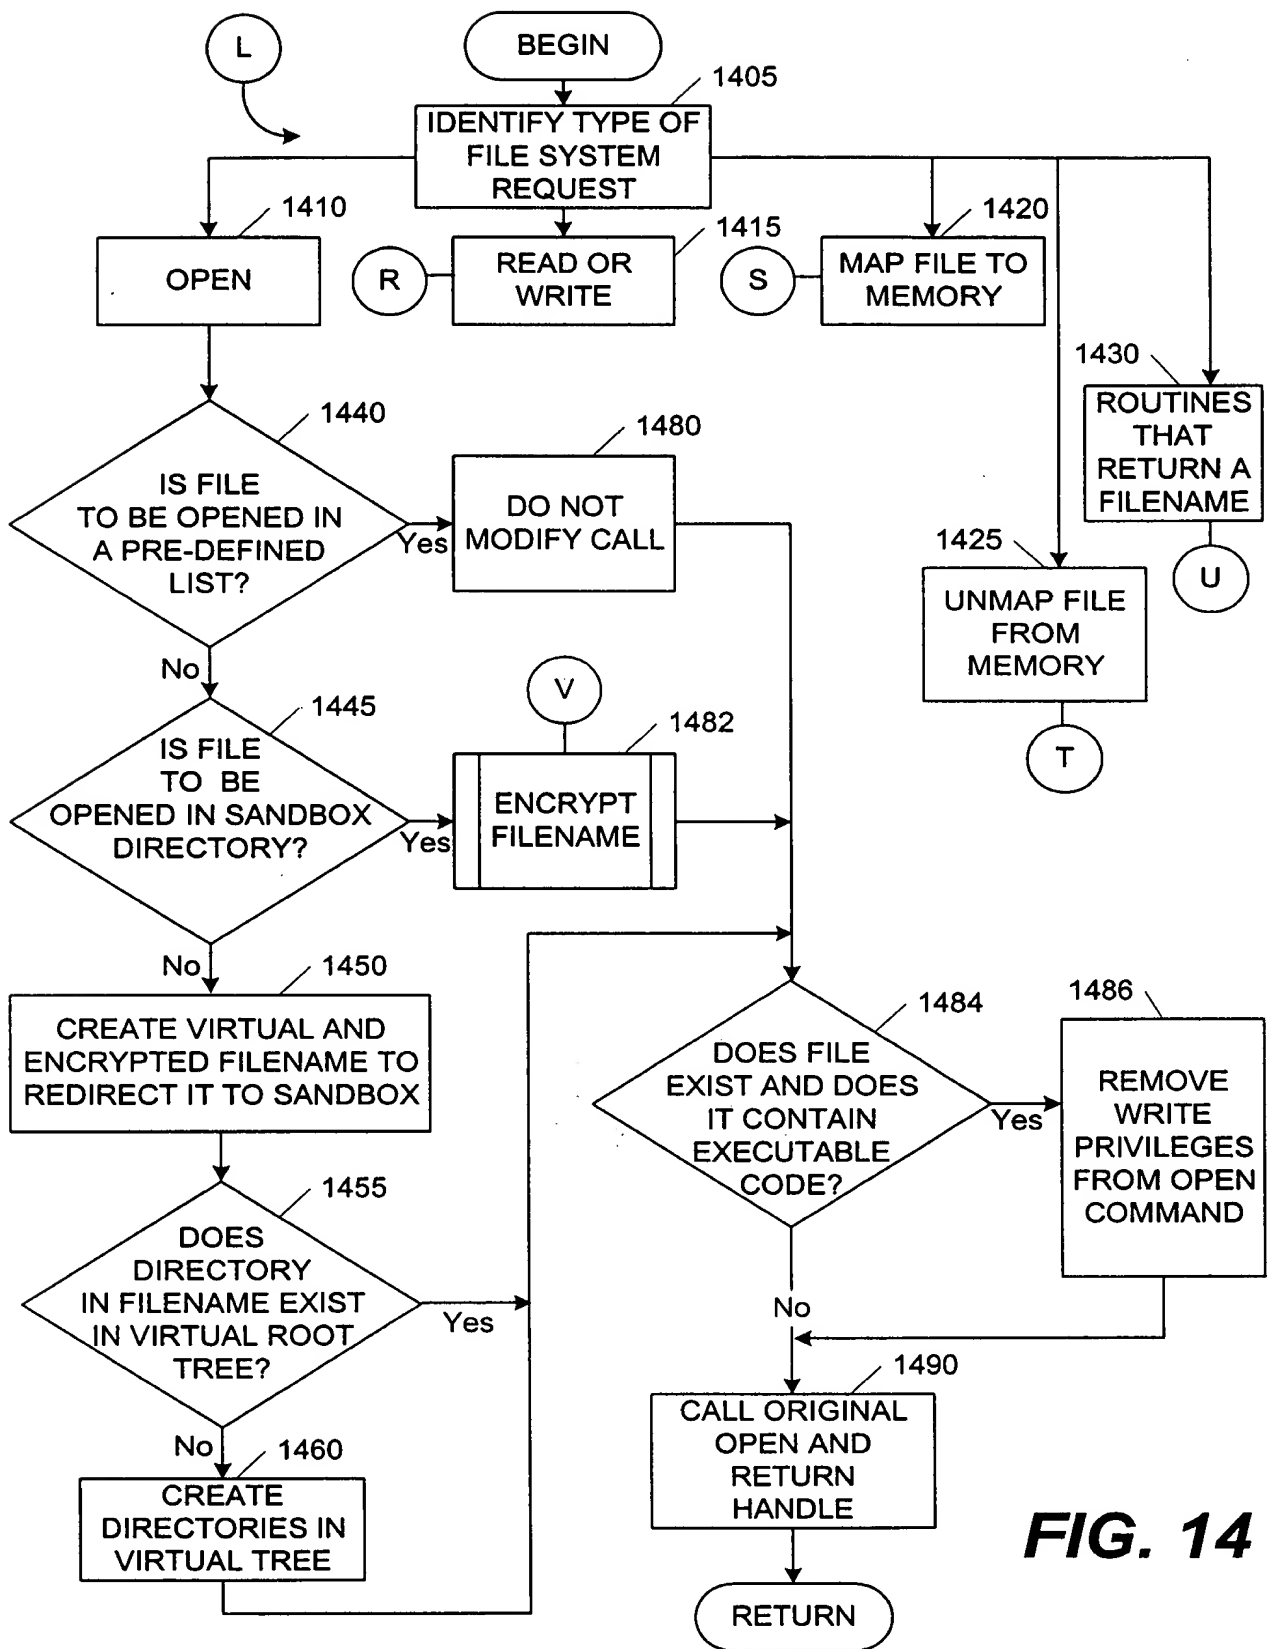 L
BEGIN
1405
IDENTIFY TYPE OF
FILE SYSTEM
REQUEST
1410
OPEN
1415
READ OR
WRITE
R
1420
MAP FILE TO
MEMORY
S
1430
ROUTINES
THAT
RETURN A
FILENAME
U
1425
UNMAP FILE
FROM
MEMORY
T
1440
IS FILE
TO BE OPENED IN
A PRE-DEFINED
LIST?
Yes
1480
DO NOT
MODIFY CALL
No
1445
IS FILE
TO BE
OPENED IN SANDBOX
DIRECTORY?
Yes
V
1482
ENCRYPT
FILENAME
No
1450
CREATE VIRTUAL AND
ENCRYPTED FILENAME TO
REDIRECT IT TO SANDBOX
1455
DOES
DIRECTORY
IN FILENAME EXIST
IN VIRTUAL ROOT
TREE?
Yes
No
1460
CREATE
DIRECTORIES IN
VIRTUAL TREE
1484
DOES FILE
EXIST AND DOES
IT CONTAIN
EXECUTABLE
CODE?
Yes
1486
REMOVE
WRITE
PRIVILEGES
FROM OPEN
COMMAND
No
1490
CALL ORIGINAL
OPEN AND
RETURN
HANDLE
RETURN
FIG. 14